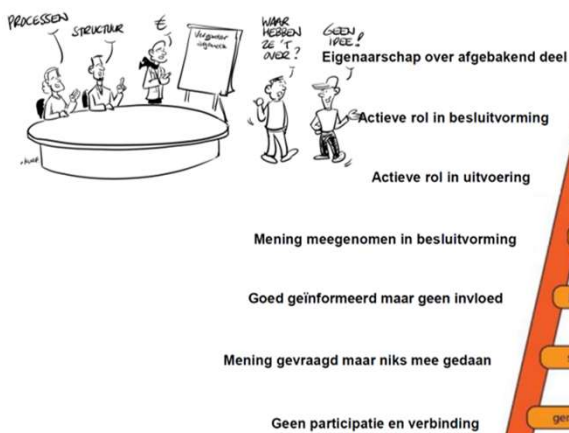 PROCESSEN
STRUCTUUR
€
WAAR
HEBBEN
ZE 'T
OVER?
GEEN
IDEE!
Eigenaarschap over afgebakend deel
Actieve rol in besluitvorming
Actieve rol in uitvoering
Mening meegenomen in besluitvorming
Goed geïnformeerd maar geen invloed
Mening gevraagd maar niks mee gedaan
Geen participatie en verbinding